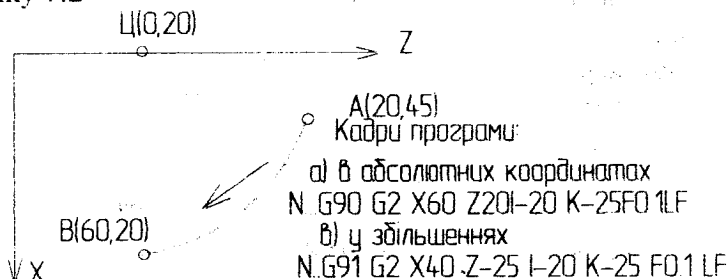 Ц(0,20)
Z
А(20,45)
Кадри програми:
а) в абсолютних координатах
N G90 G2 X60 Z20I-20 K-25F0 1LF
В(60,20)
в) у збільшеннях
X
N..G91 G2 X40 Z-25 I-20 K-25 F0.1 LF